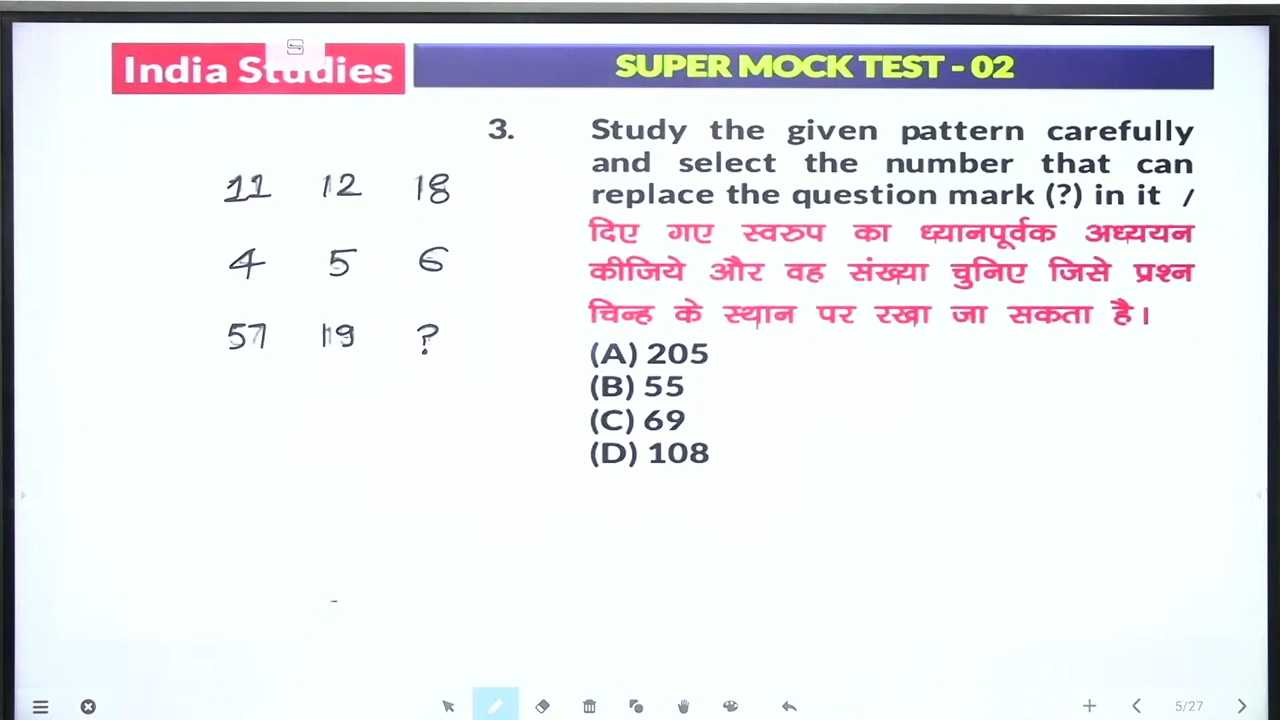 India Studies
SUPER MOCK TEST - 02
11 12 18
4 5 6
57 19 ?
3.
Study the given pattern carefully
and select the number that can
replace the question mark (?) in it /
दिए गए स्वरुप का ध्यानपूर्वक अध्ययन
कीजिये और वह संख्या चुनिए जिसे प्रश्न
चिन्ह के स्थान पर रखा जा सकता है।
(A) 205
(B) 55
(C) 69
(D) 108
5/27